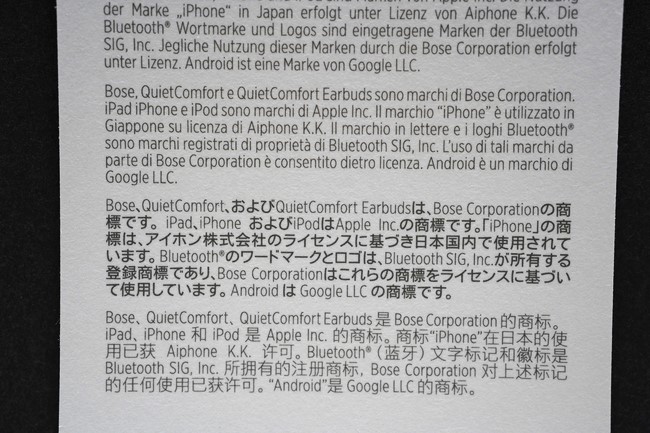 der Marke „iPhone“ in Japan erfolgt unter Lizenz von Aiphone K.K. Die
Bluetooth® Wortmarke und Logos sind eingetragene Marken der Bluetooth
SIG, Inc. Jegliche Nutzung dieser Marken durch die Bose Corporation erfolgt
unter Lizenz. Android ist eine Marke von Google LLC.
Bose, QuietComfort e QuietComfort Earbuds sono marchi di Bose Corporation.
iPad iPhone e iPod sono marchi di Apple Inc. Il marchio “iPhone” è utilizzato in
Giappone su licenza di Aiphone K.K. Il marchio in lettere e i loghi Bluetooth®
sono marchi registrati di proprietà di Bluetooth SIG, Inc. L’uso di tali marchi da
parte di Bose Corporation è consentito dietro licenza. Android è un marchio di
Google LLC.
Bose、QuietComfort、およびQuietComfort Earbudsは、Bose Corporationの商
標です。 iPad、iPhone およびiPodはApple Inc.の商標です。「iPhone」の商
標は、アイホン株式会社のライセンスに基づき日本国内で使用されて
います。Bluetooth®のワードマークとロゴは、Bluetooth SIG, Inc.が所有する
登録商標であり、Bose Corporationはこれらの商標をライセンスに基づい
て使用しています。Android は Google LLC の商標です。
Bose、QuietComfort、QuietComfort Earbuds 是 Bose Corporation 的商标。
iPad、iPhone 和 iPod 是 Apple Inc. 的商标。商标“iPhone”在日本的使
用已获 Aiphone K.K. 许可。Bluetooth®（蓝牙）文字标记和徽标是
Bluetooth SIG, Inc. 所拥有的注册商标，Bose Corporation 对上述标记
的任何使用已获许可。“Android”是 Google LLC 的商标。